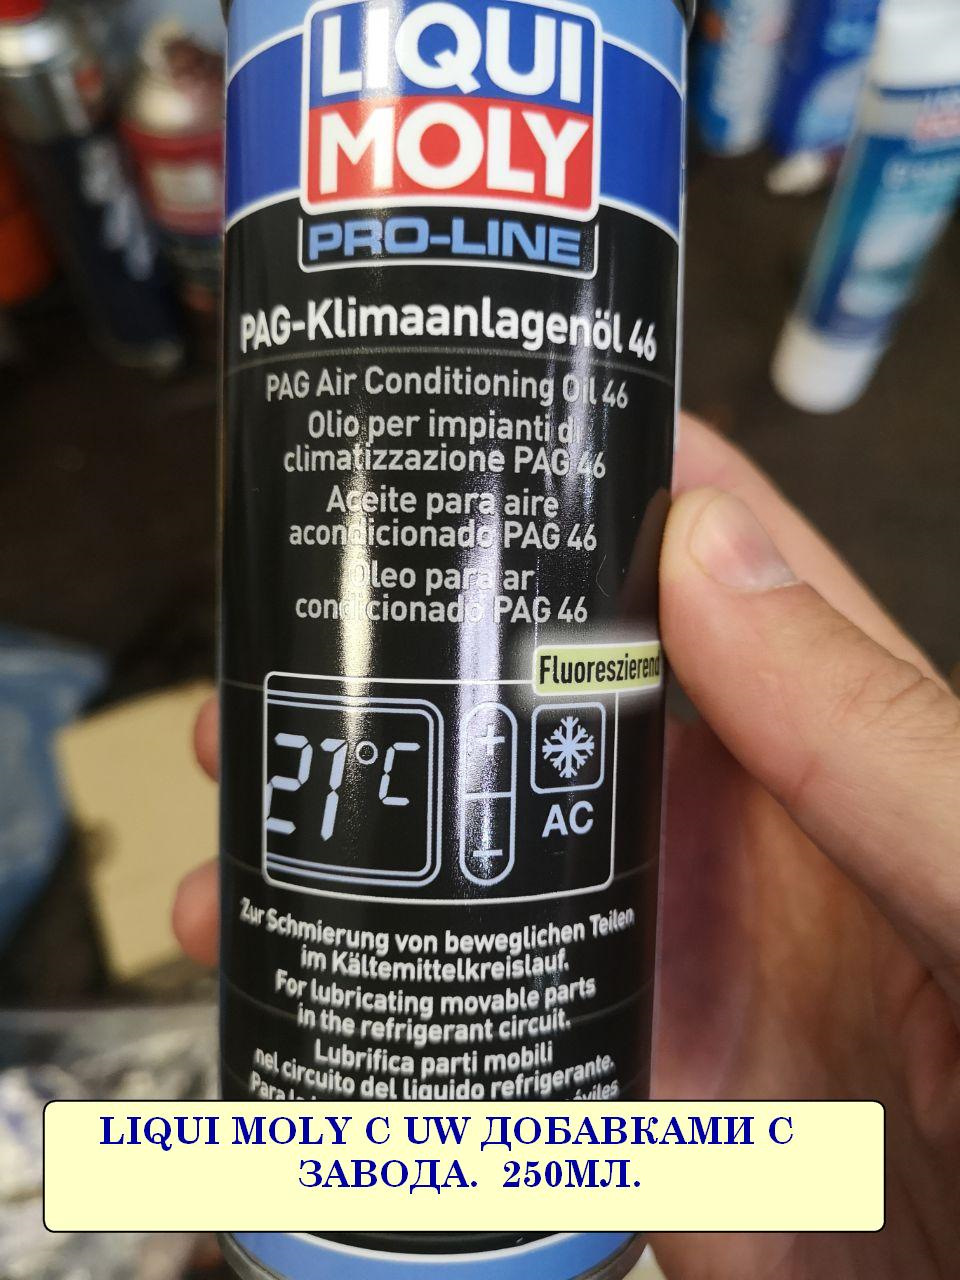 LIQUI
MOLY
PRO-LINE
PAG-Klimaanlagenöl 46
PAG Air Conditioning Oil 46
Olio per impianti di
climatizzazione PAG 46
Aceite para aire
acondicionado PAG 46
Óleo para ar
condicionado PAG 46
Fluoreszierend
21°C
+
-
AC
Zur Schmierung von beweglichen Teilen
im Kältemittelkreislauf.
For lubricating movable parts
in the refrigerant circuit.
Lubrifica parti mobili
nel circuito del liquido refrigerante.
Para
LIQUI MOLY С UW ДОБАВКАМИ С
ЗАВОДА. 250МЛ.